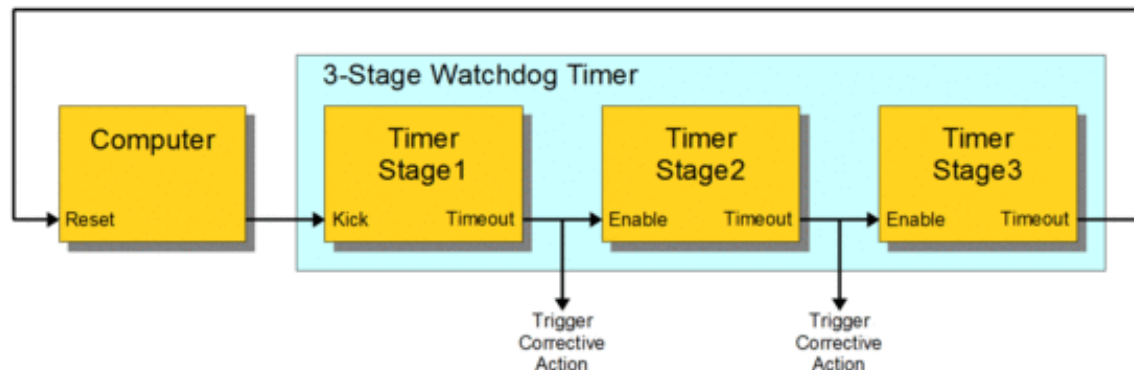 3-Stage Watchdog Timer
Computer
Reset
Timer
Stage1
Kick
Timeout
Timer
Stage2
Enable
Timeout
Timer
Stage3
Enable
Timeout
Trigger
Corrective
Action
Trigger
Corrective
Action